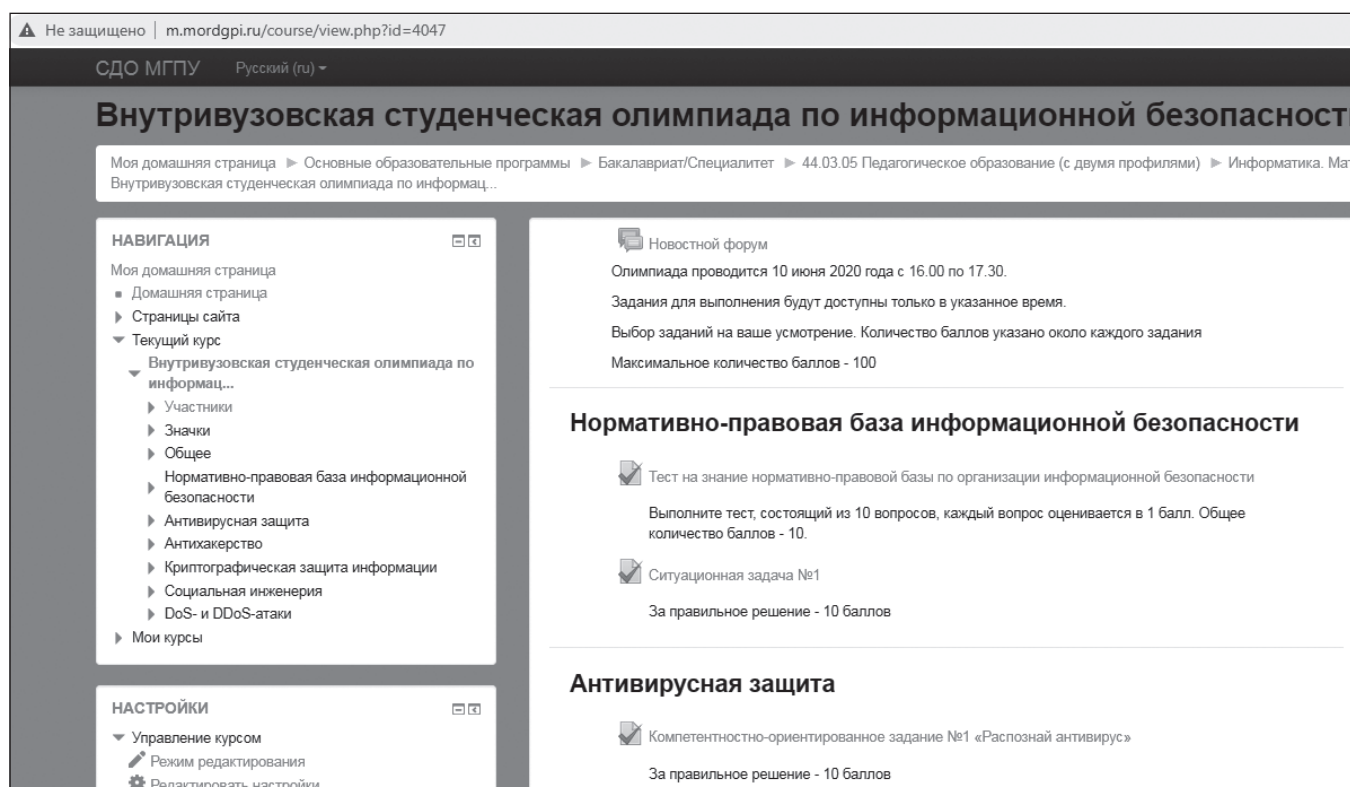 Не защищено | m.mordgpi.ru/course/view.php?id=4047
СДО МГПУ Русский (ru)
Внутривузовская студенческая олимпиада по информационной безопасност
Моя домашняя страница ► Основные образовательные программы ► Бакалавриат/Специалитет ► 44.03.05 Педагогическое образование (с двумя профилями) ► Информатика. Мат
Внутривузовская студенческая олимпиада по информац...
НАВИГАЦИЯ
Моя домашняя страница
Домашняя страница
Страницы сайта
Текущий курс
Внутривузовская студенческая олимпиада по
информац...
Участники
Значки
Общее
Нормативно-правовая база информационной
безопасности
Антивирусная защита
Антихакерство
Криптографическая защита информации
Социальная инженерия
DoS- и DDoS-атаки
Мои курсы
НАСТРОЙКИ
Управление курсом
Режим редактирования
Редактировать настройки
Новостной форум
Олимпиада проводится 10 июня 2020 года с 16.00 по 17.30.
Задания для выполнения будут доступны только в указанное время.
Выбор заданий на ваше усмотрение. Количество баллов указано около каждого задания
Максимальное количество баллов - 100
Нормативно-правовая база информационной безопасности
Тест на знание нормативно-правовой базы по организации информационной безопасности
Выполните тест, состоящий из 10 вопросов, каждый вопрос оценивается в 1 балл. Общее
количество баллов - 10.
Ситуационная задача №1
За правильное решение - 10 баллов
Антивирусная защита
Компетентностно-ориентированное задание №1 «Распознай антивирус»
За правильное решение - 10 баллов